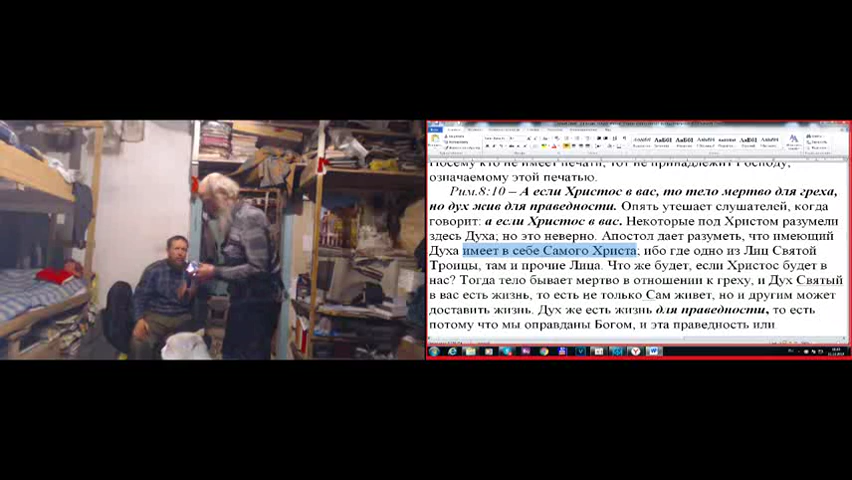 Посему кто не имеет печати, тот не принадлежит Господу,
означаемому этой печатью.
Рим.8:10 – А если Христос в вас, то тело мертво для греха,
но дух жив для праведности. Опять утешает слушателей, когда
говорит: а если Христос в вас. Некоторые под Христом разумели
здесь Духа; но это неверно. Апостол дает разуметь, что имеющий
Духа имеет в себе Самого Христа; ибо где одно из Лиц Святой
Троицы, там и прочие Лица. Что же будет, если Христос будет в
нас? Тогда тело бывает мертво в отношении к греху, и Дух Святый
в вас есть жизнь, то есть не только Сам живет, но и другим может
доставить жизнь. Дух же есть жизнь для праведности, то есть
потому что мы оправданы Богом, и эта праведность или